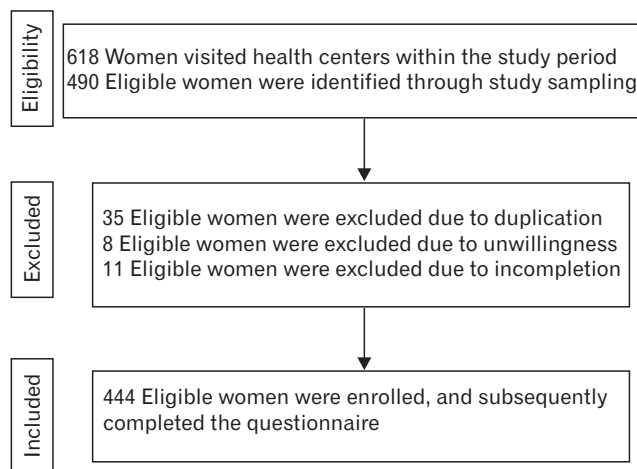 Eligibility
618 Women visited health centers within the study period
490 Eligible women were identified through study sampling
Excluded
35 Eligible women were excluded due to duplication
8 Eligible women were excluded due to unwillingness
11 Eligible women were excluded due to incompletion
Included
444 Eligible women were enrolled, and subsequently
completed the questionnaire